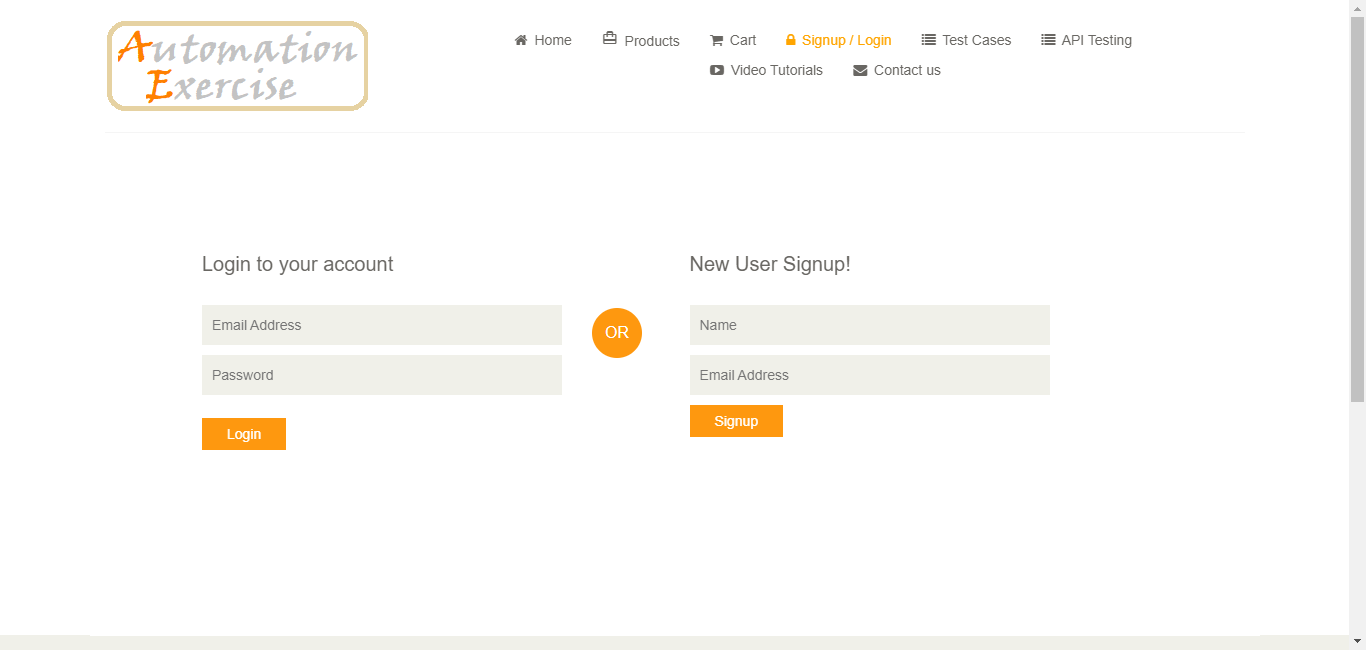 Automation
Exercise
Home Products Cart Signup / Login Test Cases API Testing
Video Tutorials Contact us
Login to your account
Email Address
Password
Login
OR
New User Signup!
Name
Email Address
Signup